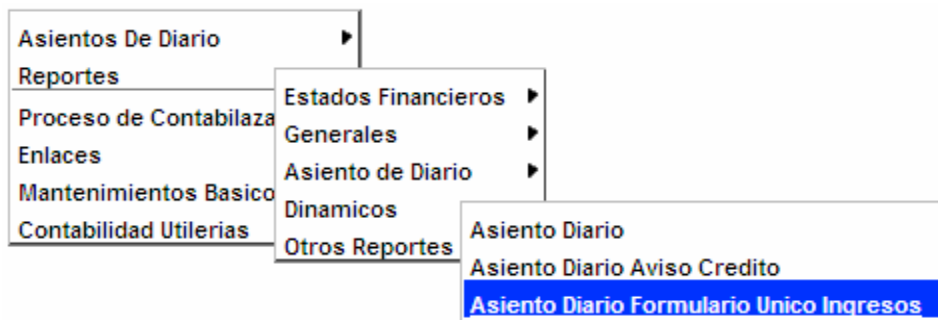 Asientos De Diario
Reportes
Proceso de Contabilaza
Enlaces
Mantenimientos Basico
Contabilidad Utilerias
Estados Financieros
Generales
Asiento de Diario
Dinamicos
Otros Reportes
Asiento Diario
Asiento Diario Aviso Credito
Asiento Diario Formulario Unico Ingresos